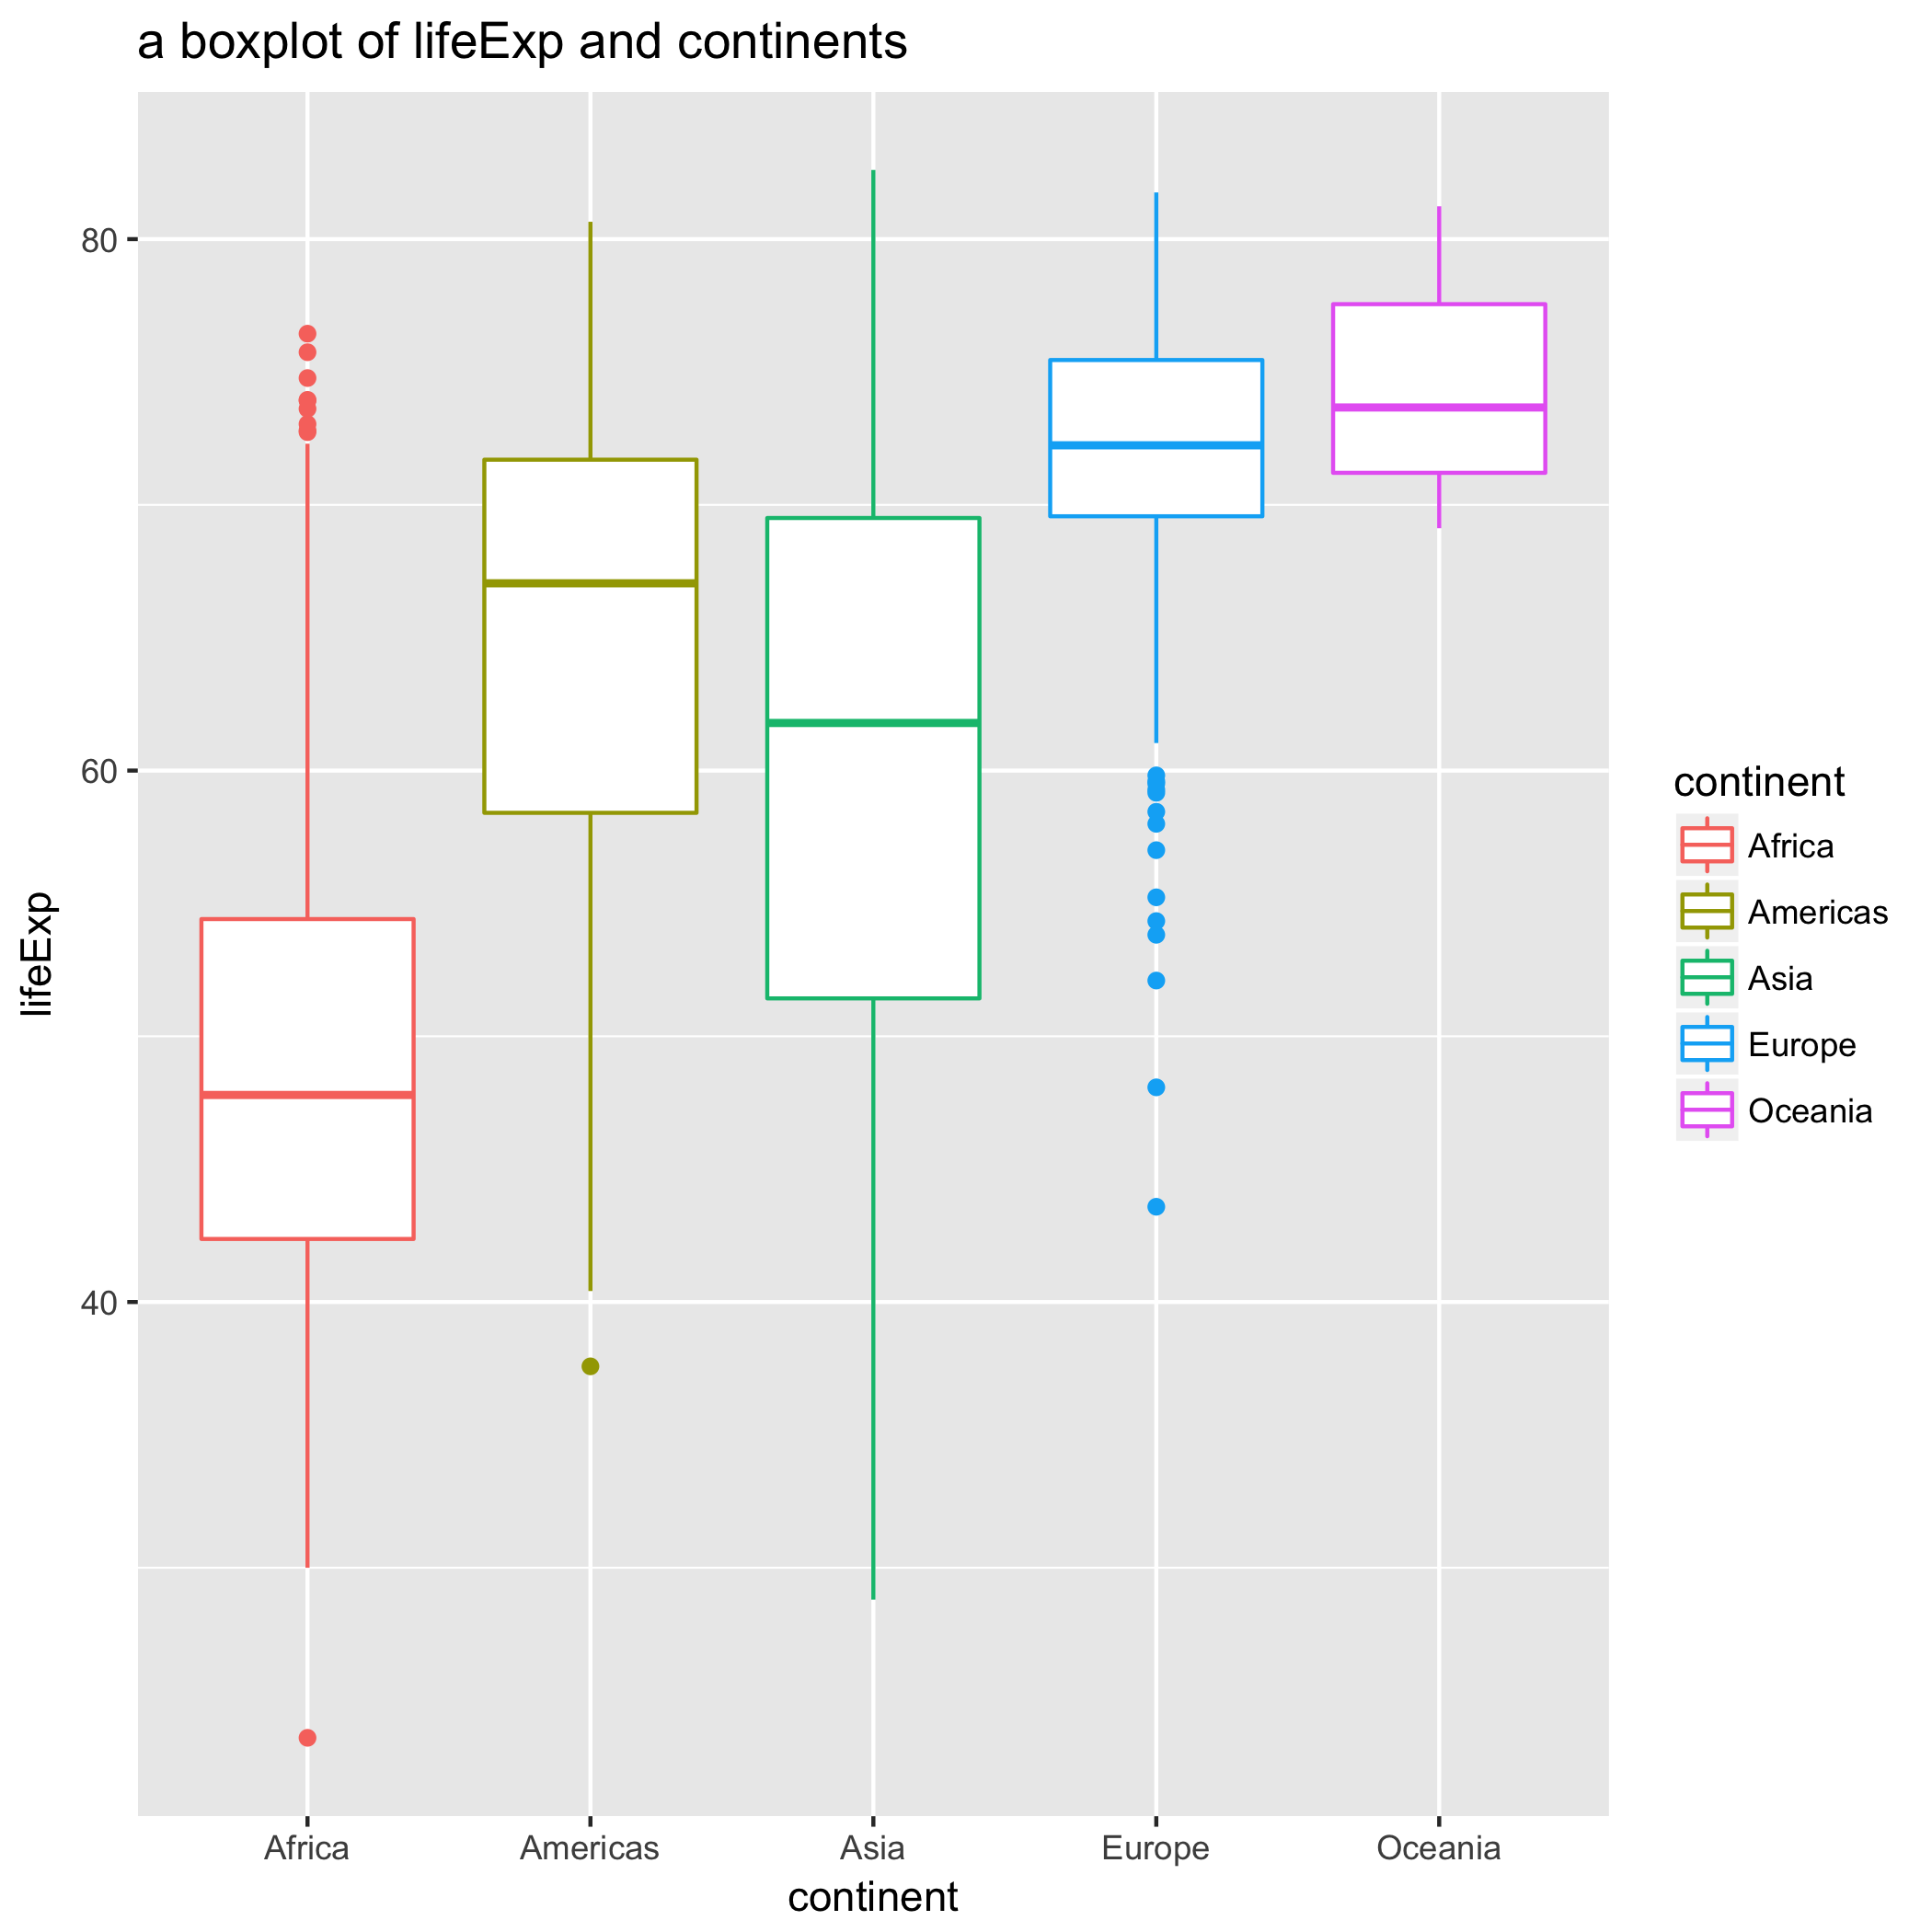 a boxplot of lifeExp and continents
80
60
40
lifeExp
Africa
Americas
Asia
Europe
Oceania
continent
continent
Africa
Americas
Asia
Europe
Oceania